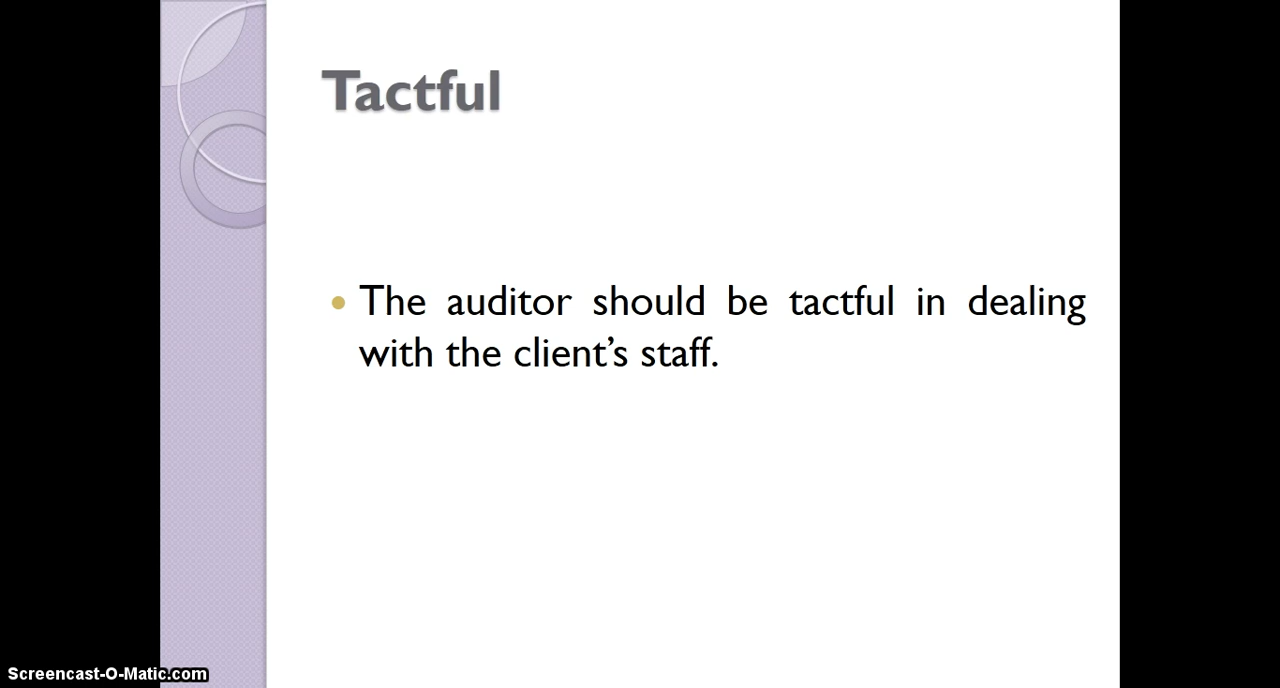 Tactful
The auditor should be tactful in dealing
with the client's staff.
Screencast-O-Matic.com